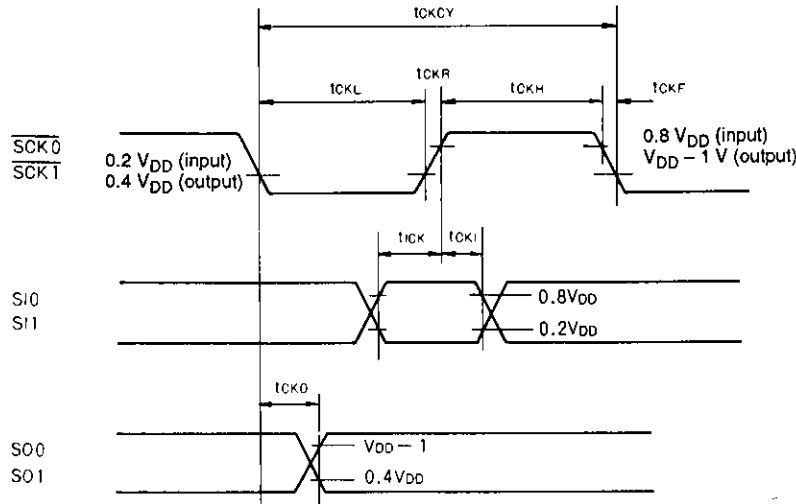 tCKCY
tCKR
tCKL
tCKH
tCKF
SCK0
SCK1
0.2 VDD (input)
0.4 VDD (output)
0.8 VDD (input)
VDD – 1 V (output)
tICK
tCKI
SI0
SI1
0.8VDD
0.2VDD
tCKO
SO0
SO1
VDD – 1
0.4VDD